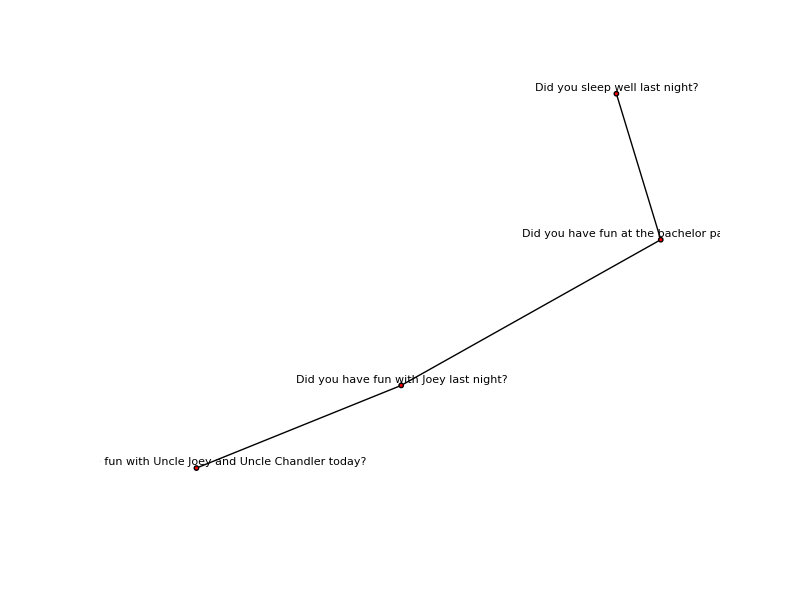 Did you sleep well last night?
Did you have fun at the bachelor
Did you have fun with Joey last night?
fun with Uncle Joey and Uncle Chandler today?